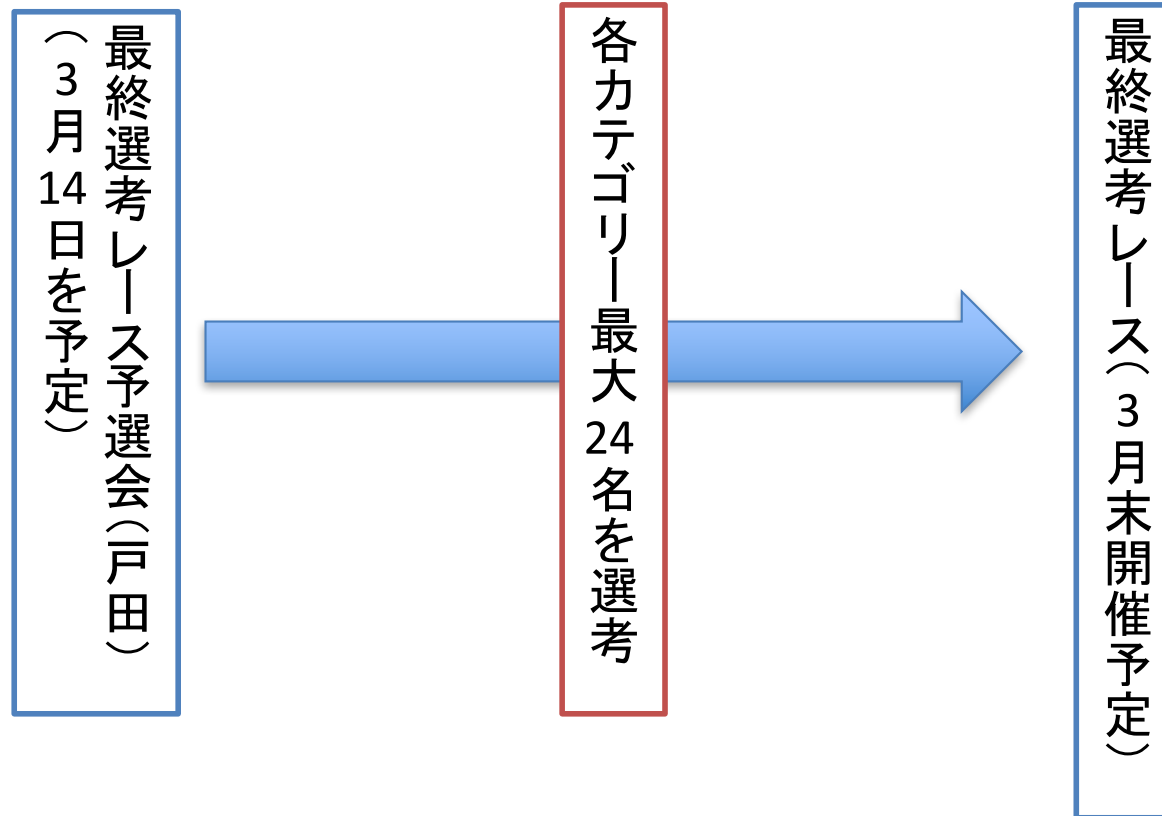 最終選考レース予選会（戸田）
（3月14日を予定）
各カテゴリー最大24名を選考
最終選考レース（3月末開催予定）